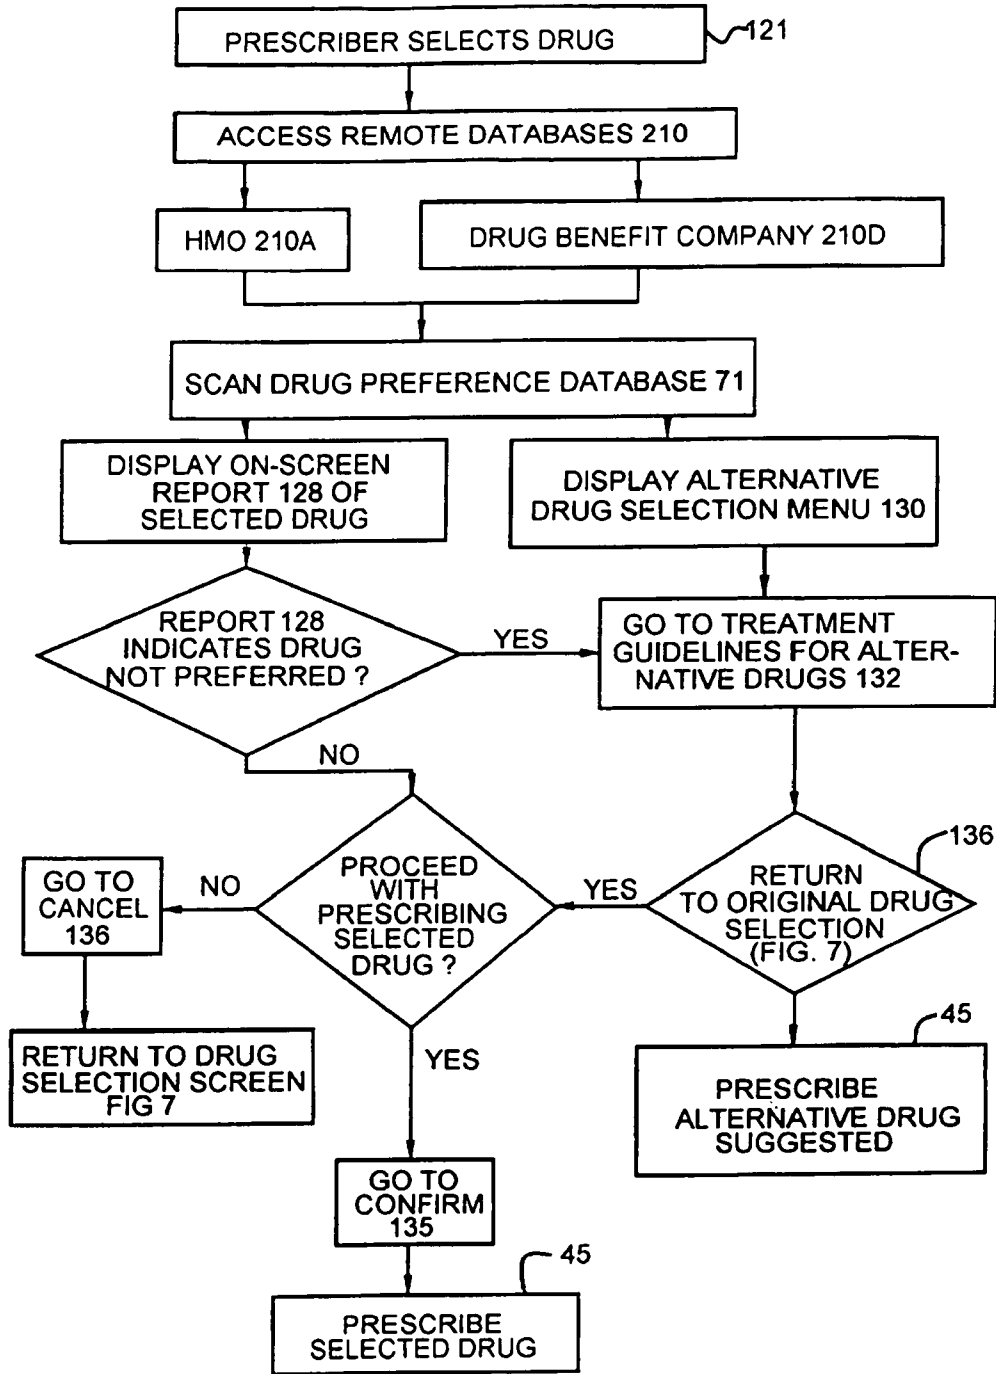 PRESCRIBER SELECTS DRUG
121
ACCESS REMOTE DATABASES 210
HMO 210A
DRUG BENEFIT COMPANY 210D
SCAN DRUG PREFERENCE DATABASE 71
DISPLAY ON-SCREEN
REPORT 128 OF
SELECTED DRUG
DISPLAY ALTERNATIVE
DRUG SELECTION MENU 130
REPORT 128
INDICATES DRUG
NOT PREFERRED ?
YES
GO TO TREATMENT
GUIDELINES FOR ALTER-
NATIVE DRUGS 132
NO
136
GO TO
CANCEL
136
NO
PROCEED
WITH
PRESCRIBING
SELECTED
DRUG ?
YES
RETURN
TO ORIGINAL DRUG
SELECTION
(FIG. 7)
RETURN TO DRUG
SELECTION SCREEN
FIG 7
YES
45
PRESCRIBE
ALTERNATIVE DRUG
SUGGESTED
GO TO
CONFIRM
135
45
PRESCRIBE
SELECTED DRUG